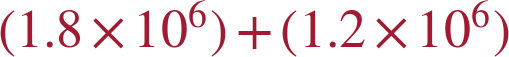 (1.8 × 10⁶) + (1.2 × 10⁶)